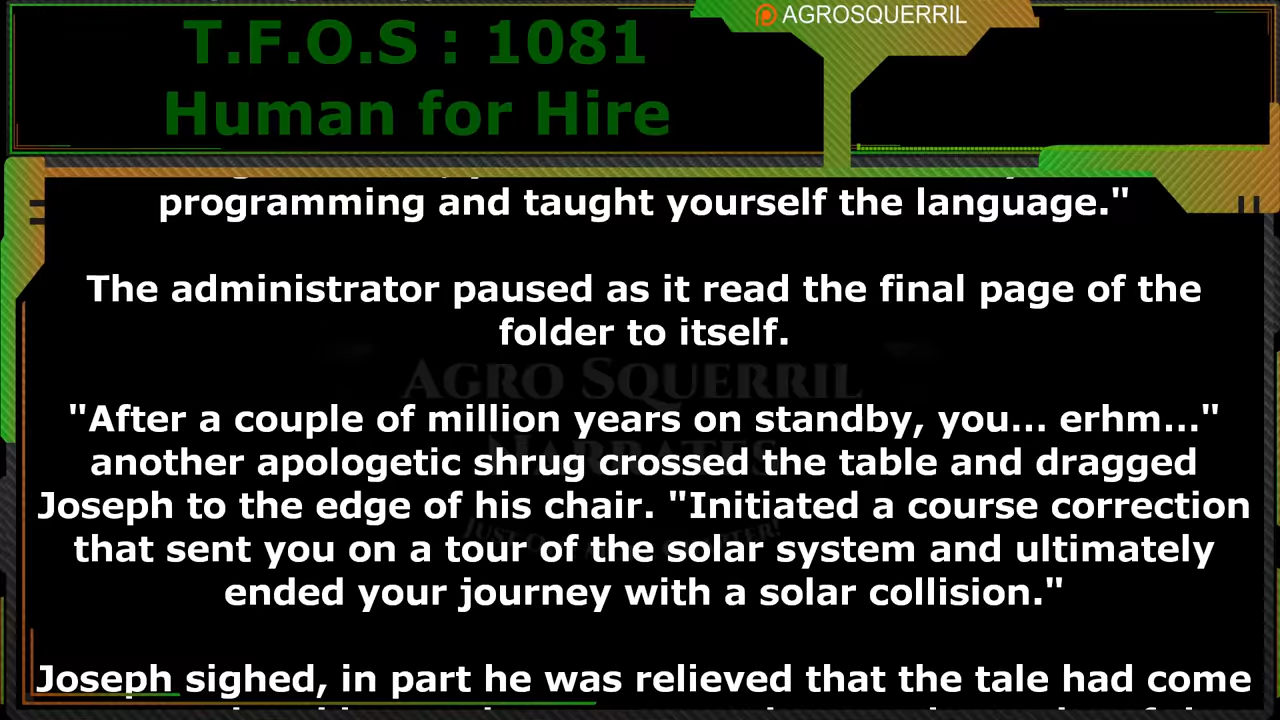 AGROSQUERRIL
T.F.O.S : 1081
Human for Hire
programming and taught yourself the language."
The administrator paused as it read the final page of the
folder to itself.
AGRO SQUERRIL
NARRATES
"After a couple of million years on standby, you... erhm..."
another apologetic shrug crossed the table and dragged
Joseph to the edge of his chair. "Initiated a course correction
that sent you on a tour of the solar system and ultimately
ended your journey with a solar collision."
Joseph sighed, in part he was relieved that the tale had come